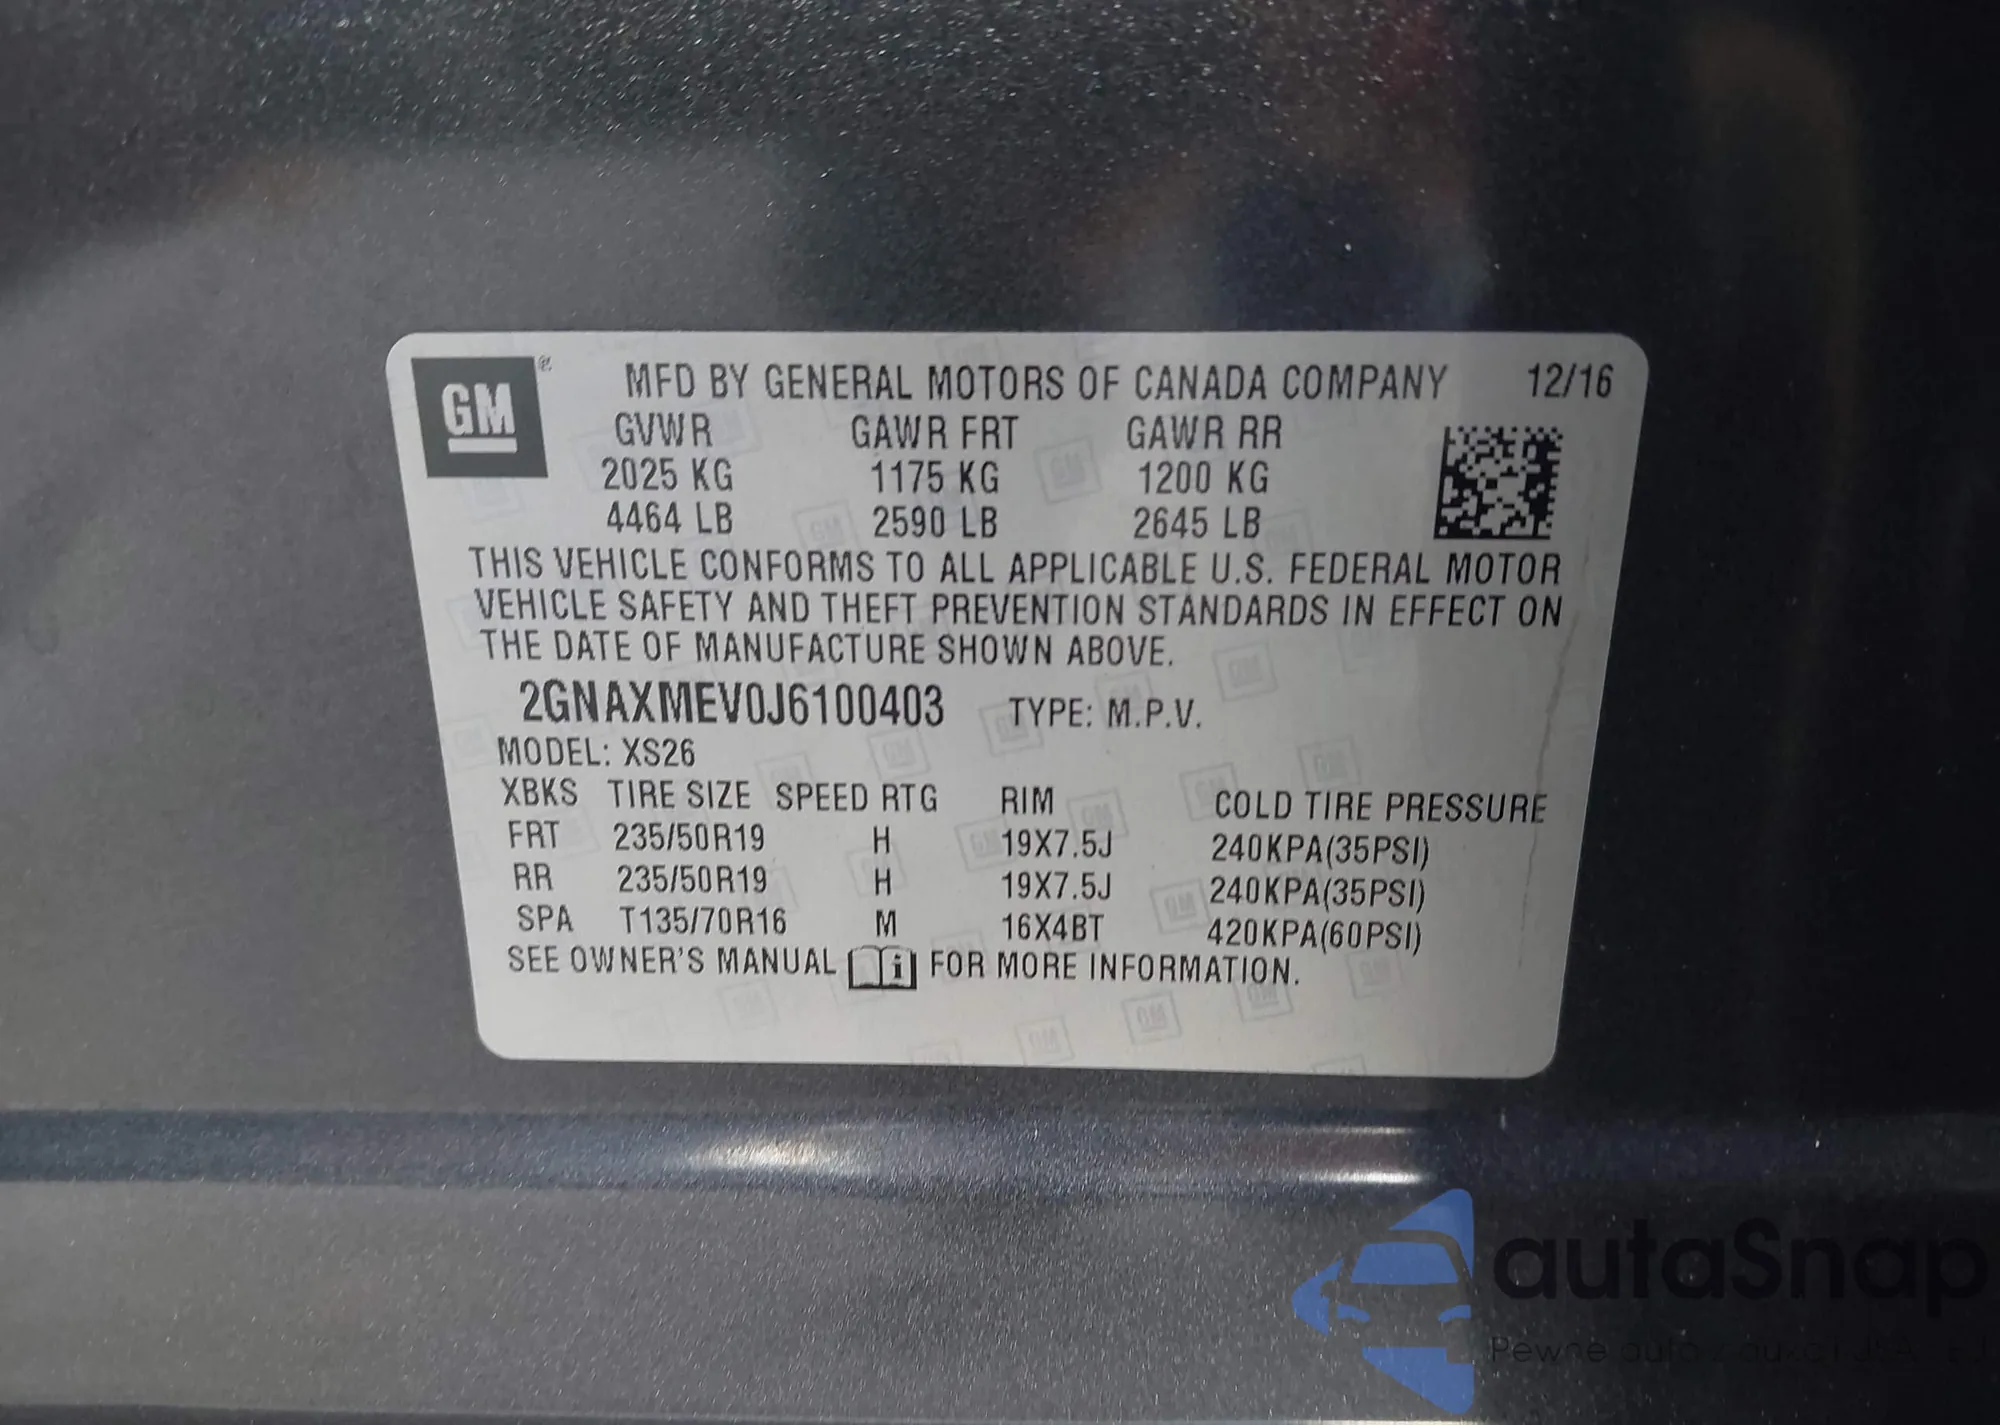 GM ®
MFD BY GENERAL MOTORS OF CANADA COMPANY 12/16
GVWR GAWR FRT GAWR RR
2025 KG 1175 KG 1200 KG
4464 LB 2590 LB 2645 LB
THIS VEHICLE CONFORMS TO ALL APPLICABLE U.S. FEDERAL MOTOR
VEHICLE SAFETY AND THEFT PREVENTION STANDARDS IN EFFECT ON
THE DATE OF MANUFACTURE SHOWN ABOVE.
2GNAXMEV0J6100403 TYPE: M.P.V.
MODEL: XS26
XBKS TIRE SIZE SPEED RTG RIM COLD TIRE PRESSURE
FRT 235/50R19 H 19X7.5J 240KPA(35PSI)
RR 235/50R19 H 19X7.5J 240KPA(35PSI)
SPA T135/70R16 M 16X4BT 420KPA(60PSI)
SEE OWNER'S MANUAL i FOR MORE INFORMATION.
autaSnap
Pewne auta z